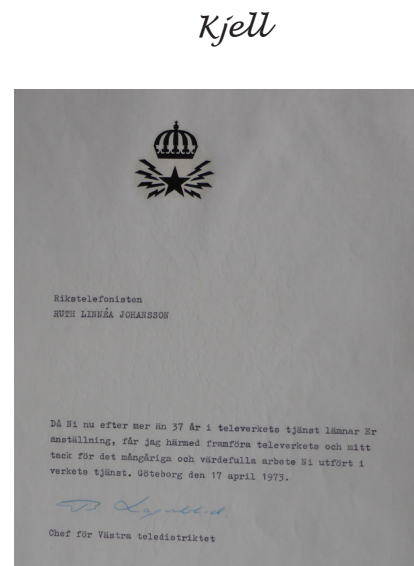 Kjell
Rikstelefonisten
RUTH LINNÉA JOHANSSON
Då Ni nu efter mer än 37 år i televerkets tjänst lämnar Er
anställning, får jag härmed framföra televerkets och mitt
tack för det mångåriga och värdefulla arbete Ni utfört i
verkets tjänst. Göteborg den 17 april 1973.
Chef för Västra teledistriktet